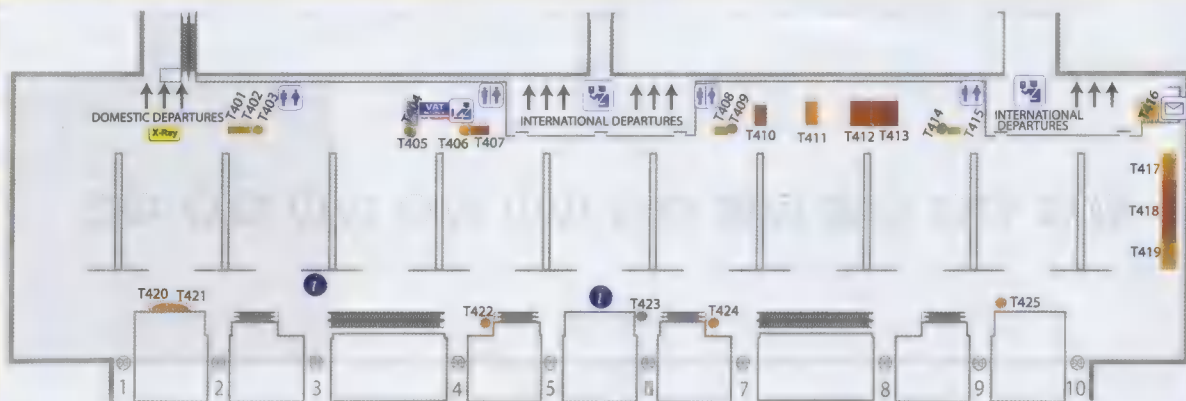 T401
T402
T403
T404
VAT
T408
T409
T416
DOMESTIC DEPARTURES
INTERNATIONAL DEPARTURES
INTERNATIONAL
DEPARTURES
X-Ray
T405
T406
T407
T410
T411
T412
T413
T414
T415
T417
T418
T419
i
i
T420
T421
T422
T423
T424
T425
1
2
3
4
5
7
8
9
10